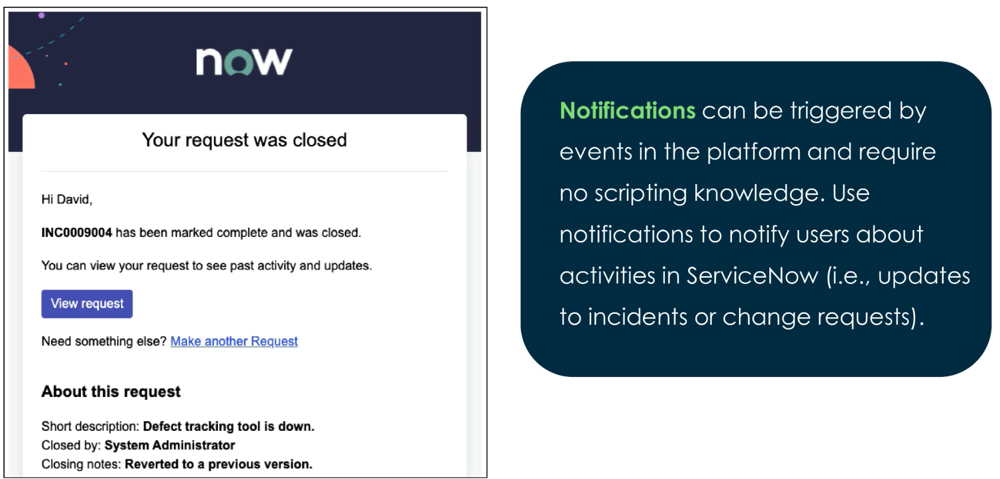 now
Your request was closed
Hi David,
INC0009004 has been marked complete and was closed.
You can view your request to see past activity and updates.
View request
Need something else? Make another Request
About this request
Short description: Defect tracking tool is down.
Closed by: System Administrator
Closing notes: Reverted to a previous version.
Notifications can be triggered by
events in the platform and require
no scripting knowledge. Use
notifications to notify users about
activities in ServiceNow (i.e., updates
to incidents or change requests).